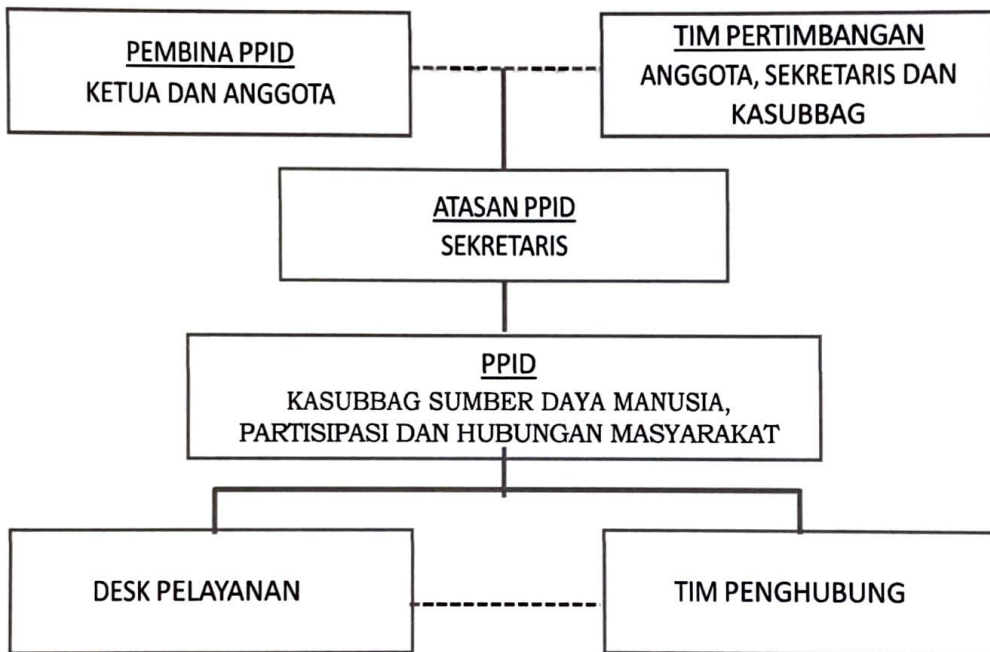 PEMBINA PPID
KETUA DAN ANGGOTA
TIM PERTIMBANGAN
ANGGOTA, SEKRETARIS DAN
KASUBBAG
ATASAN PPID
SEKRETARIS
PPID
KASUBBAG SUMBER DAYA MANUSIA,
PARTISIPASI DAN HUBUNGAN MASYARAKAT
DESK PELAYANAN
TIM PENGHUBUNG